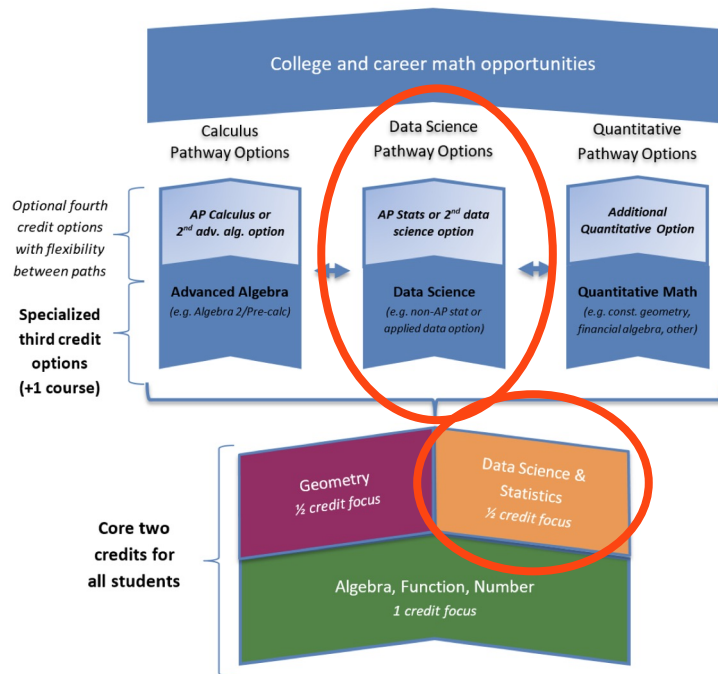 College and career math opportunities
Calculus
Pathway Options
Data Science
Pathway Options
Quantitative
Pathway Options
Optional fourth
credit options
with flexibility
between paths
AP Calculus or
2nd adv. alg. option
AP Stats or 2nd data
science option
Additional
Quantitative Option
Specialized
third credit
options
(+1 course)
Advanced Algebra
(e.g. Algebra 2/Pre-calc)
Data Science
(e.g. non-AP stat or
applied data option)
Quantitative Math
(e.g. const. geometry,
financial algebra, other)
Core two
credits for
all students
Geometry
½ credit focus
Data Science &
Statistics
½ credit focus
Algebra, Function, Number
1 credit focus